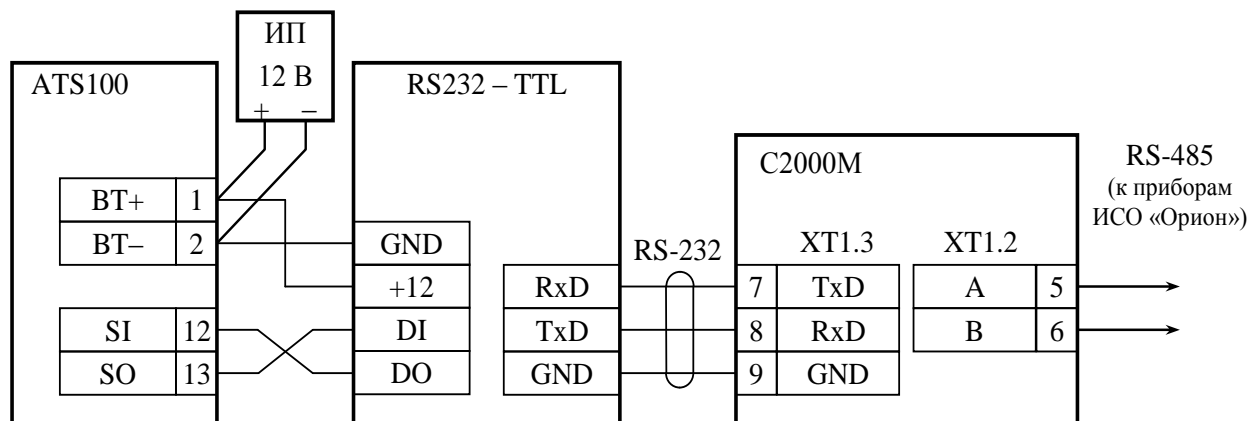 ИП
12 В
+ −
ATS100
BT+ 1
BT− 2
SI 12
SO 13
RS232 – TTL
GND
+12
DI
DO
RxD
TxD
GND
RS-232
С2000М
XT1.3
XT1.2
7 TxD
8 RxD
9 GND
A 5
B 6
RS-485
(к приборам
ИСО «Орион»)